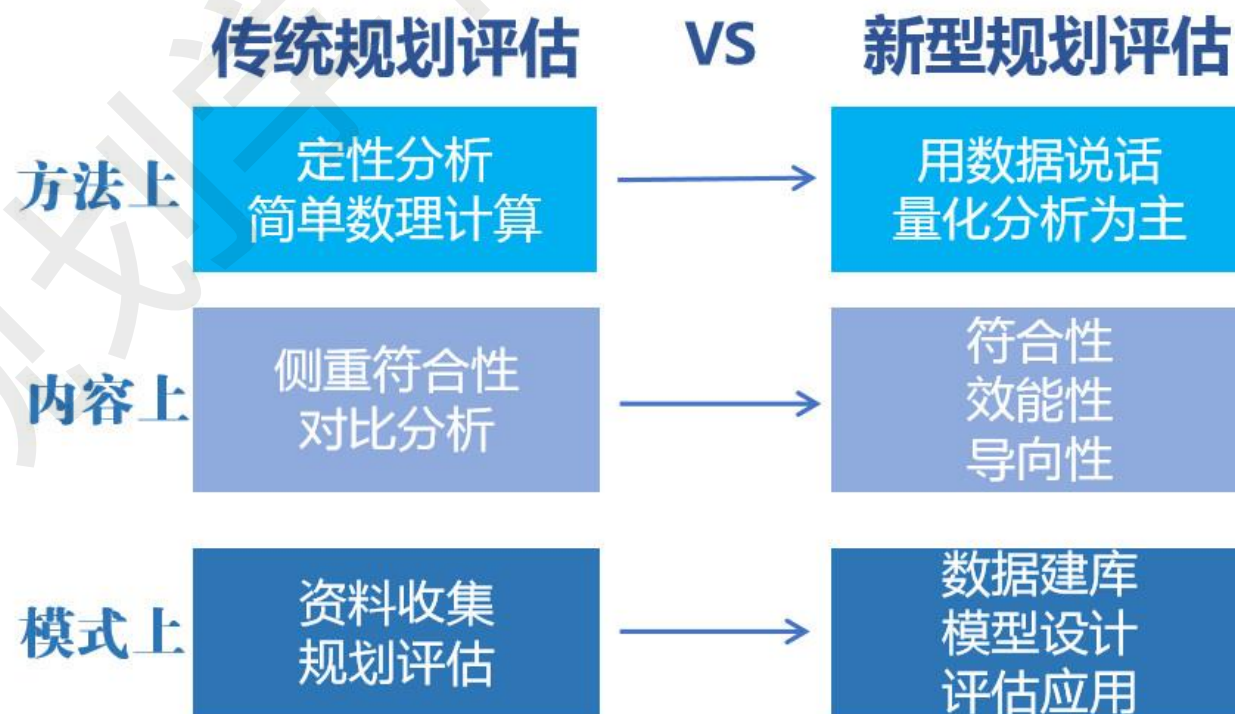 传统规划评估 VS 新型规划评估
方法上
定性分析
简单数理计算
用数据说话
量化分析为主
内容上
侧重符合性
对比分析
符合性
效能性
导向性
模式上
资料收集
规划评估
数据建库
模型设计
评估应用